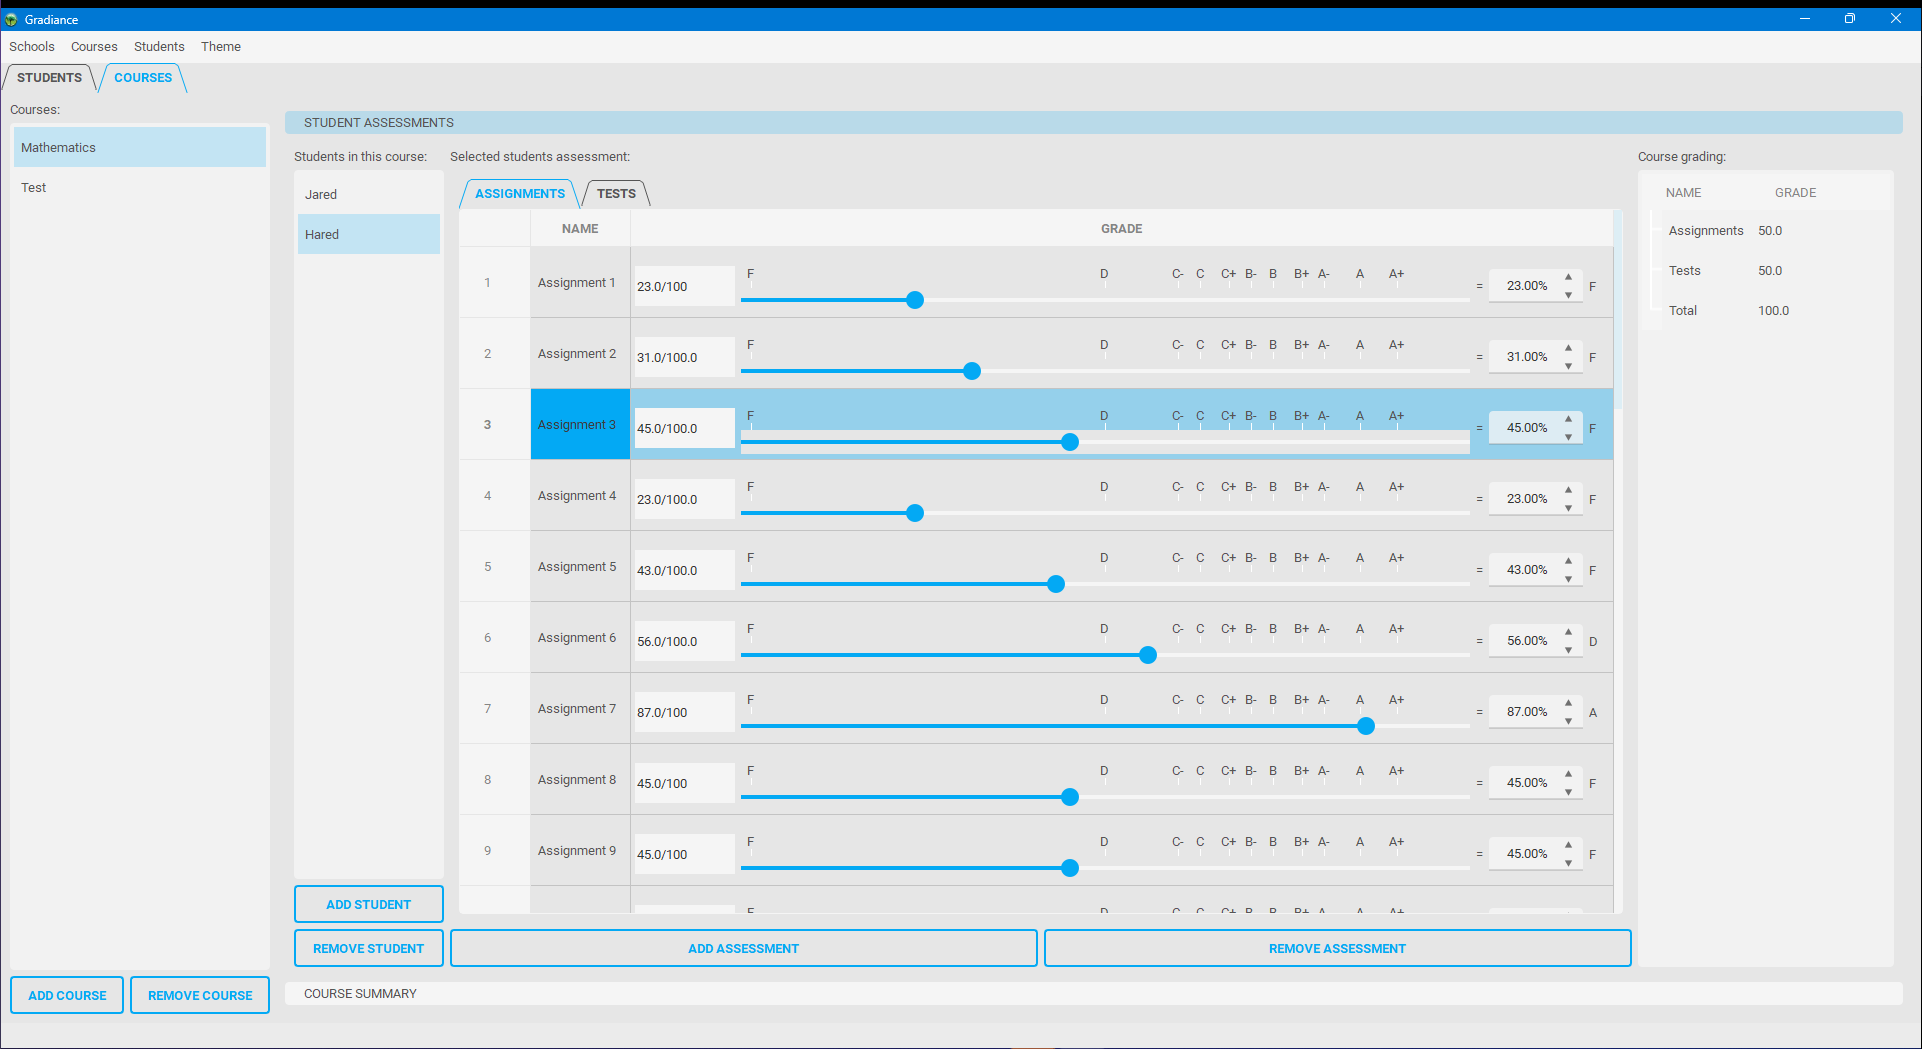 Gradiance
Schools Courses Students Theme
STUDENTS COURSES
Courses:
Mathematics
Test
ADD COURSE REMOVE COURSE
STUDENT ASSESSMENTS
Students in this course:
Jared
Hared
ADD STUDENT
REMOVE STUDENT
Selected students assessment:
ASSIGNMENTS TESTS
NAME GRADE
1 Assignment 1 23.0/100 F D C- C C+ B- B B+ A- A A+ = 23.00% F
2 Assignment 2 31.0/100.0 F D C- C C+ B- B B+ A- A A+ = 31.00% F
3 Assignment 3 45.0/100.0 F D C- C C+ B- B B+ A- A A+ = 45.00% F
4 Assignment 4 23.0/100.0 F D C- C C+ B- B B+ A- A A+ = 23.00% F
5 Assignment 5 43.0/100.0 F D C- C C+ B- B B+ A- A A+ = 43.00% F
6 Assignment 6 56.0/100.0 F D C- C C+ B- B B+ A- A A+ = 56.00% D
7 Assignment 7 87.0/100 F D C- C C+ B- B B+ A- A A+ = 87.00% A
8 Assignment 8 45.0/100 F D C- C C+ B- B B+ A- A A+ = 45.00% F
9 Assignment 9 45.0/100 F D C- C C+ B- B B+ A- A A+ = 45.00% F
F D C- C C+ B- B B+ A- A A+
ADD ASSESSMENT REMOVE ASSESSMENT
Course grading:
NAME GRADE
Assignments 50.0
Tests 50.0
Total 100.0
COURSE SUMMARY